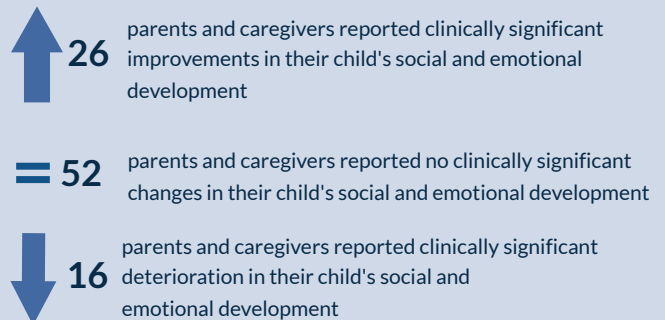 26 parents and caregivers reported clinically significant
improvements in their child's social and emotional
development
= 52 parents and caregivers reported no clinically significant
changes in their child's social and emotional development
16 parents and caregivers reported clinically significant
deterioration in their child's social and
emotional development